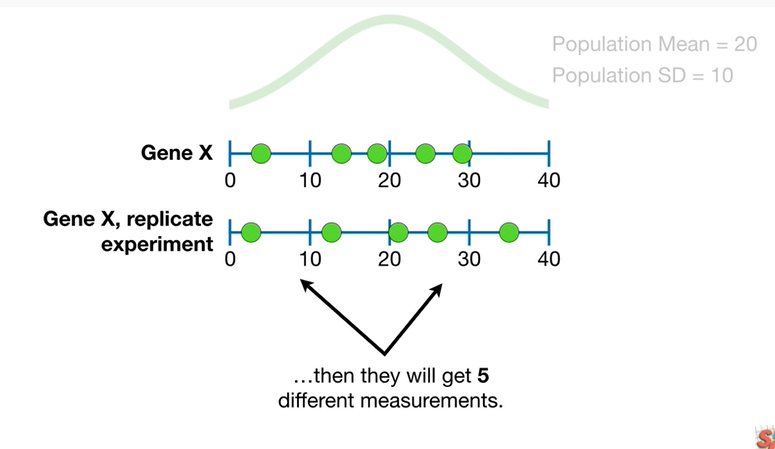 Population Mean = 20
Population SD = 10
Gene X
0 10 20 30 40
Gene X, replicate
experiment
0 10 20 30 40
...then they will get 5
different measurements.